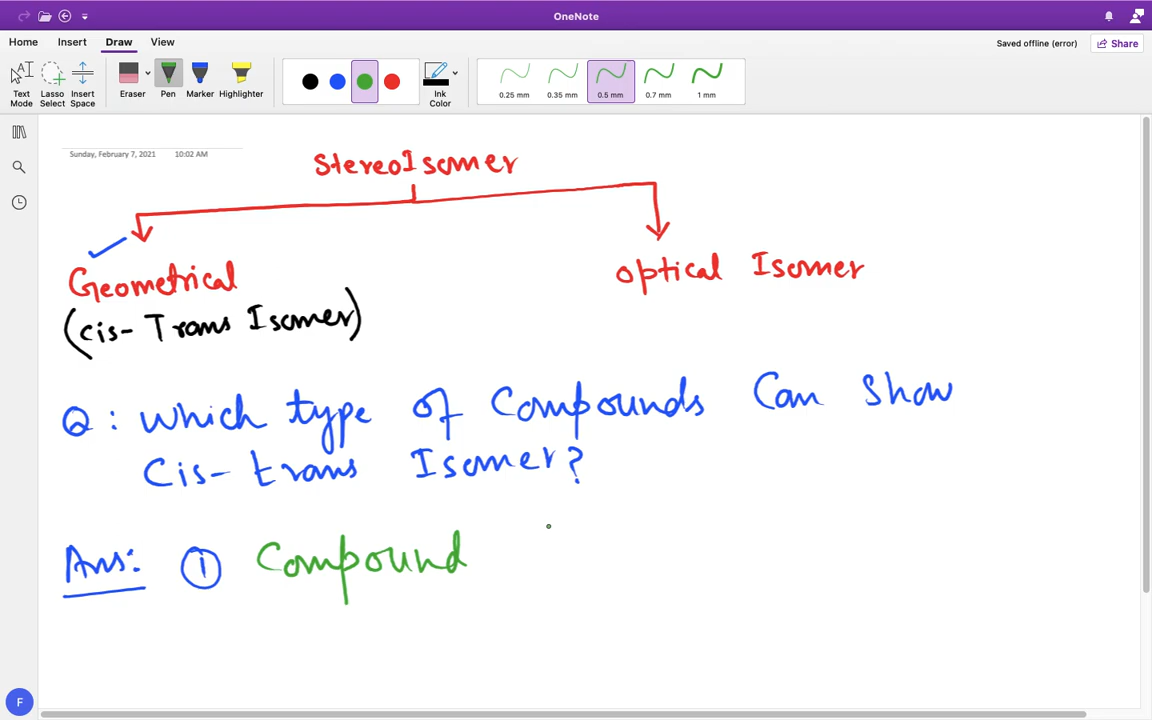 OneNote
Home Insert Draw View
Saved offline (error) Share
Text Mode Lasso Select Insert Space Eraser Pen Marker Highlighter Ink Color 0.25 mm 0.35 mm 0.5 mm 0.7 mm 1 mm
Sunday, February 7, 2021 10:02 AM
StereoIsomer
Geometrical optical Isomer
(cis- Trans Isomer)
Q: which type of Compounds Can Show
Cis- trans Isomer?
Ans: 1 Compound
F